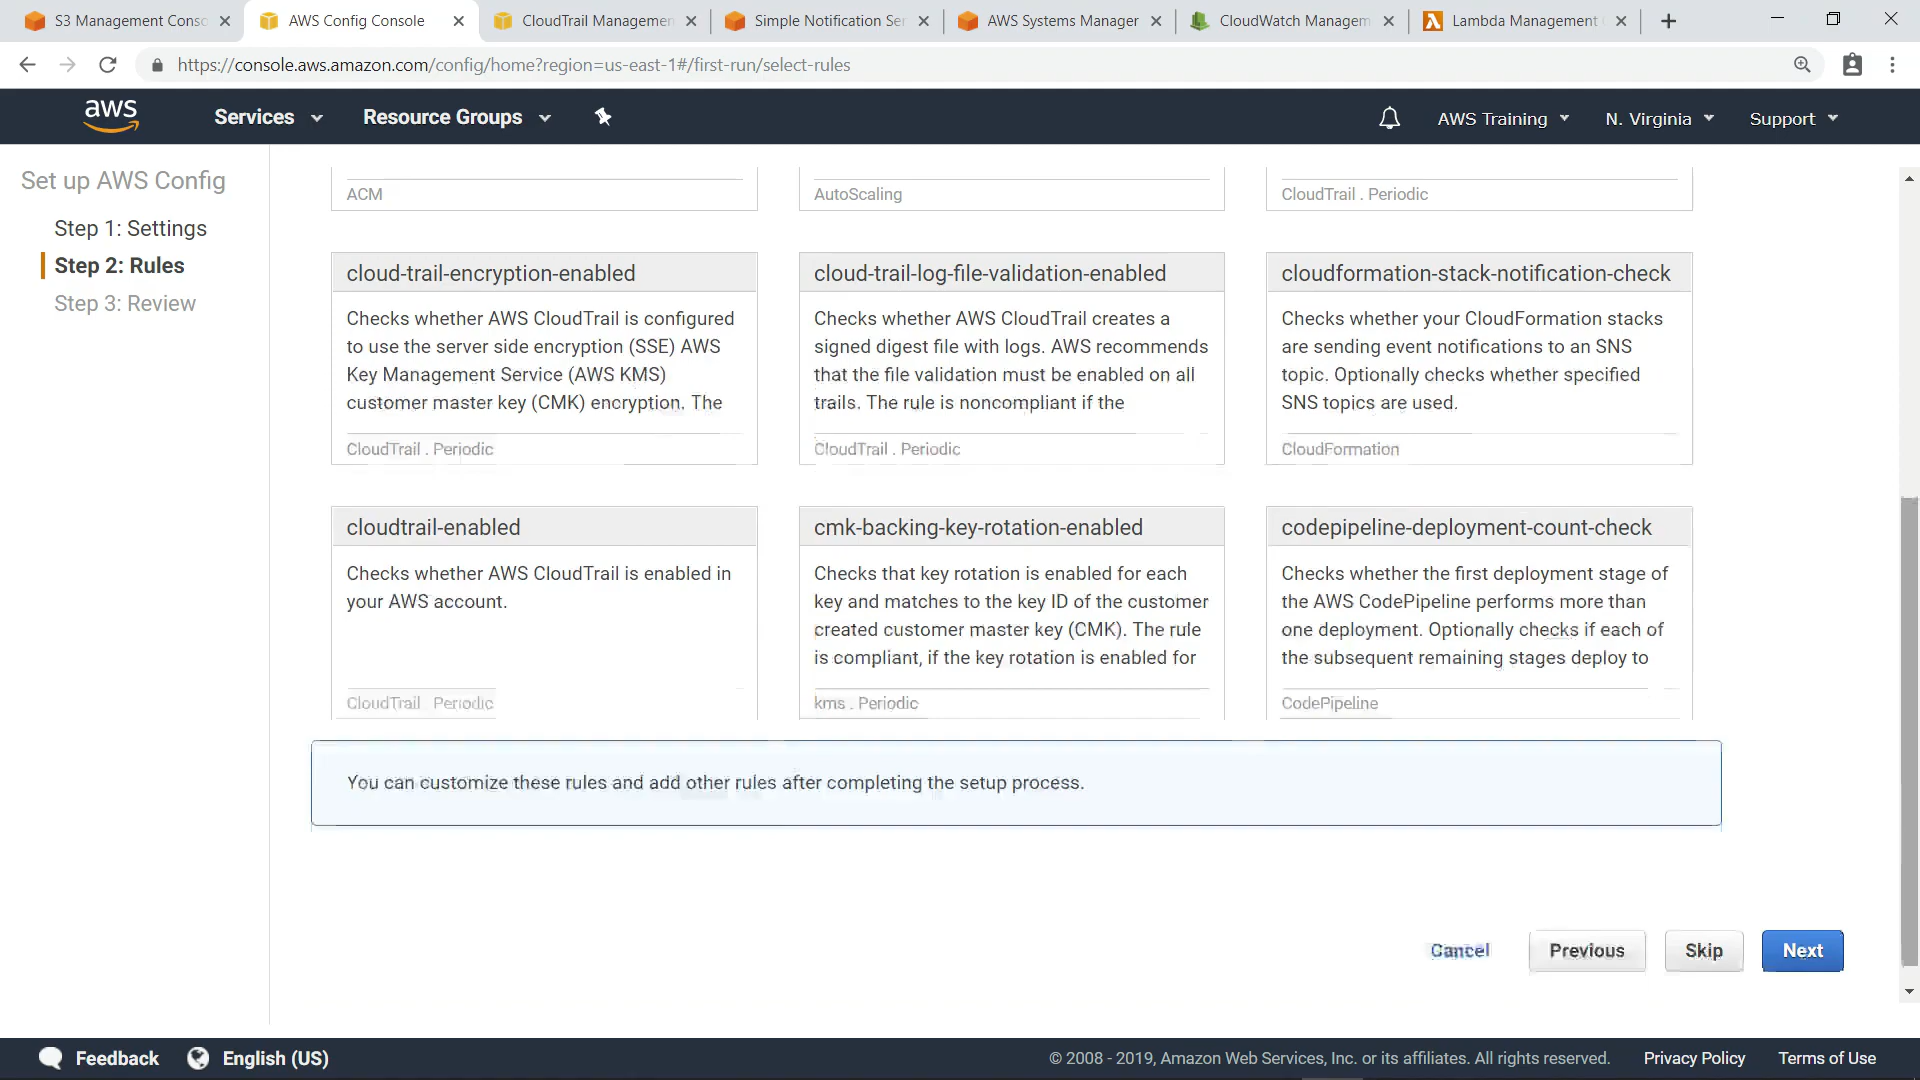 S3 Management Conso
AWS Config Console
CloudTrail Managemen
Simple Notification Ser
AWS Systems Manager
CloudWatch Managem
Lambda Management
https://console.aws.amazon.com/config/home?region=us-east-1#/first-run/select-rules
aws
Services
Resource Groups
AWS Training
N. Virginia
Support
Set up AWS Config
Step 1: Settings
Step 2: Rules
Step 3: Review
ACM
AutoScaling
CloudTrail . Periodic
cloud-trail-encryption-enabled
Checks whether AWS CloudTrail is configured
to use the server side encryption (SSE) AWS
Key Management Service (AWS KMS)
customer master key (CMK) encryption. The
CloudTrail . Periodic
cloud-trail-log-file-validation-enabled
Checks whether AWS CloudTrail creates a
signed digest file with logs. AWS recommends
that the file validation must be enabled on all
trails. The rule is noncompliant if the
CloudTrail . Periodic
cloudformation-stack-notification-check
Checks whether your CloudFormation stacks
are sending event notifications to an SNS
topic. Optionally checks whether specified
SNS topics are used.
CloudFormation
cloudtrail-enabled
Checks whether AWS CloudTrail is enabled in
your AWS account.
CloudTrail . Periodic
cmk-backing-key-rotation-enabled
Checks that key rotation is enabled for each
key and matches to the key ID of the customer
created customer master key (CMK). The rule
is compliant, if the key rotation is enabled for
kms . Periodic
codepipeline-deployment-count-check
Checks whether the first deployment stage of
the AWS CodePipeline performs more than
one deployment. Optionally checks if each of
the subsequent remaining stages deploy to
CodePipeline
You can customize these rules and add other rules after completing the setup process.
Cancel
Previous
Skip
Next
Feedback
English (US)
© 2008 - 2019, Amazon Web Services, Inc. or its affiliates. All rights reserved.
Privacy Policy
Terms of Use